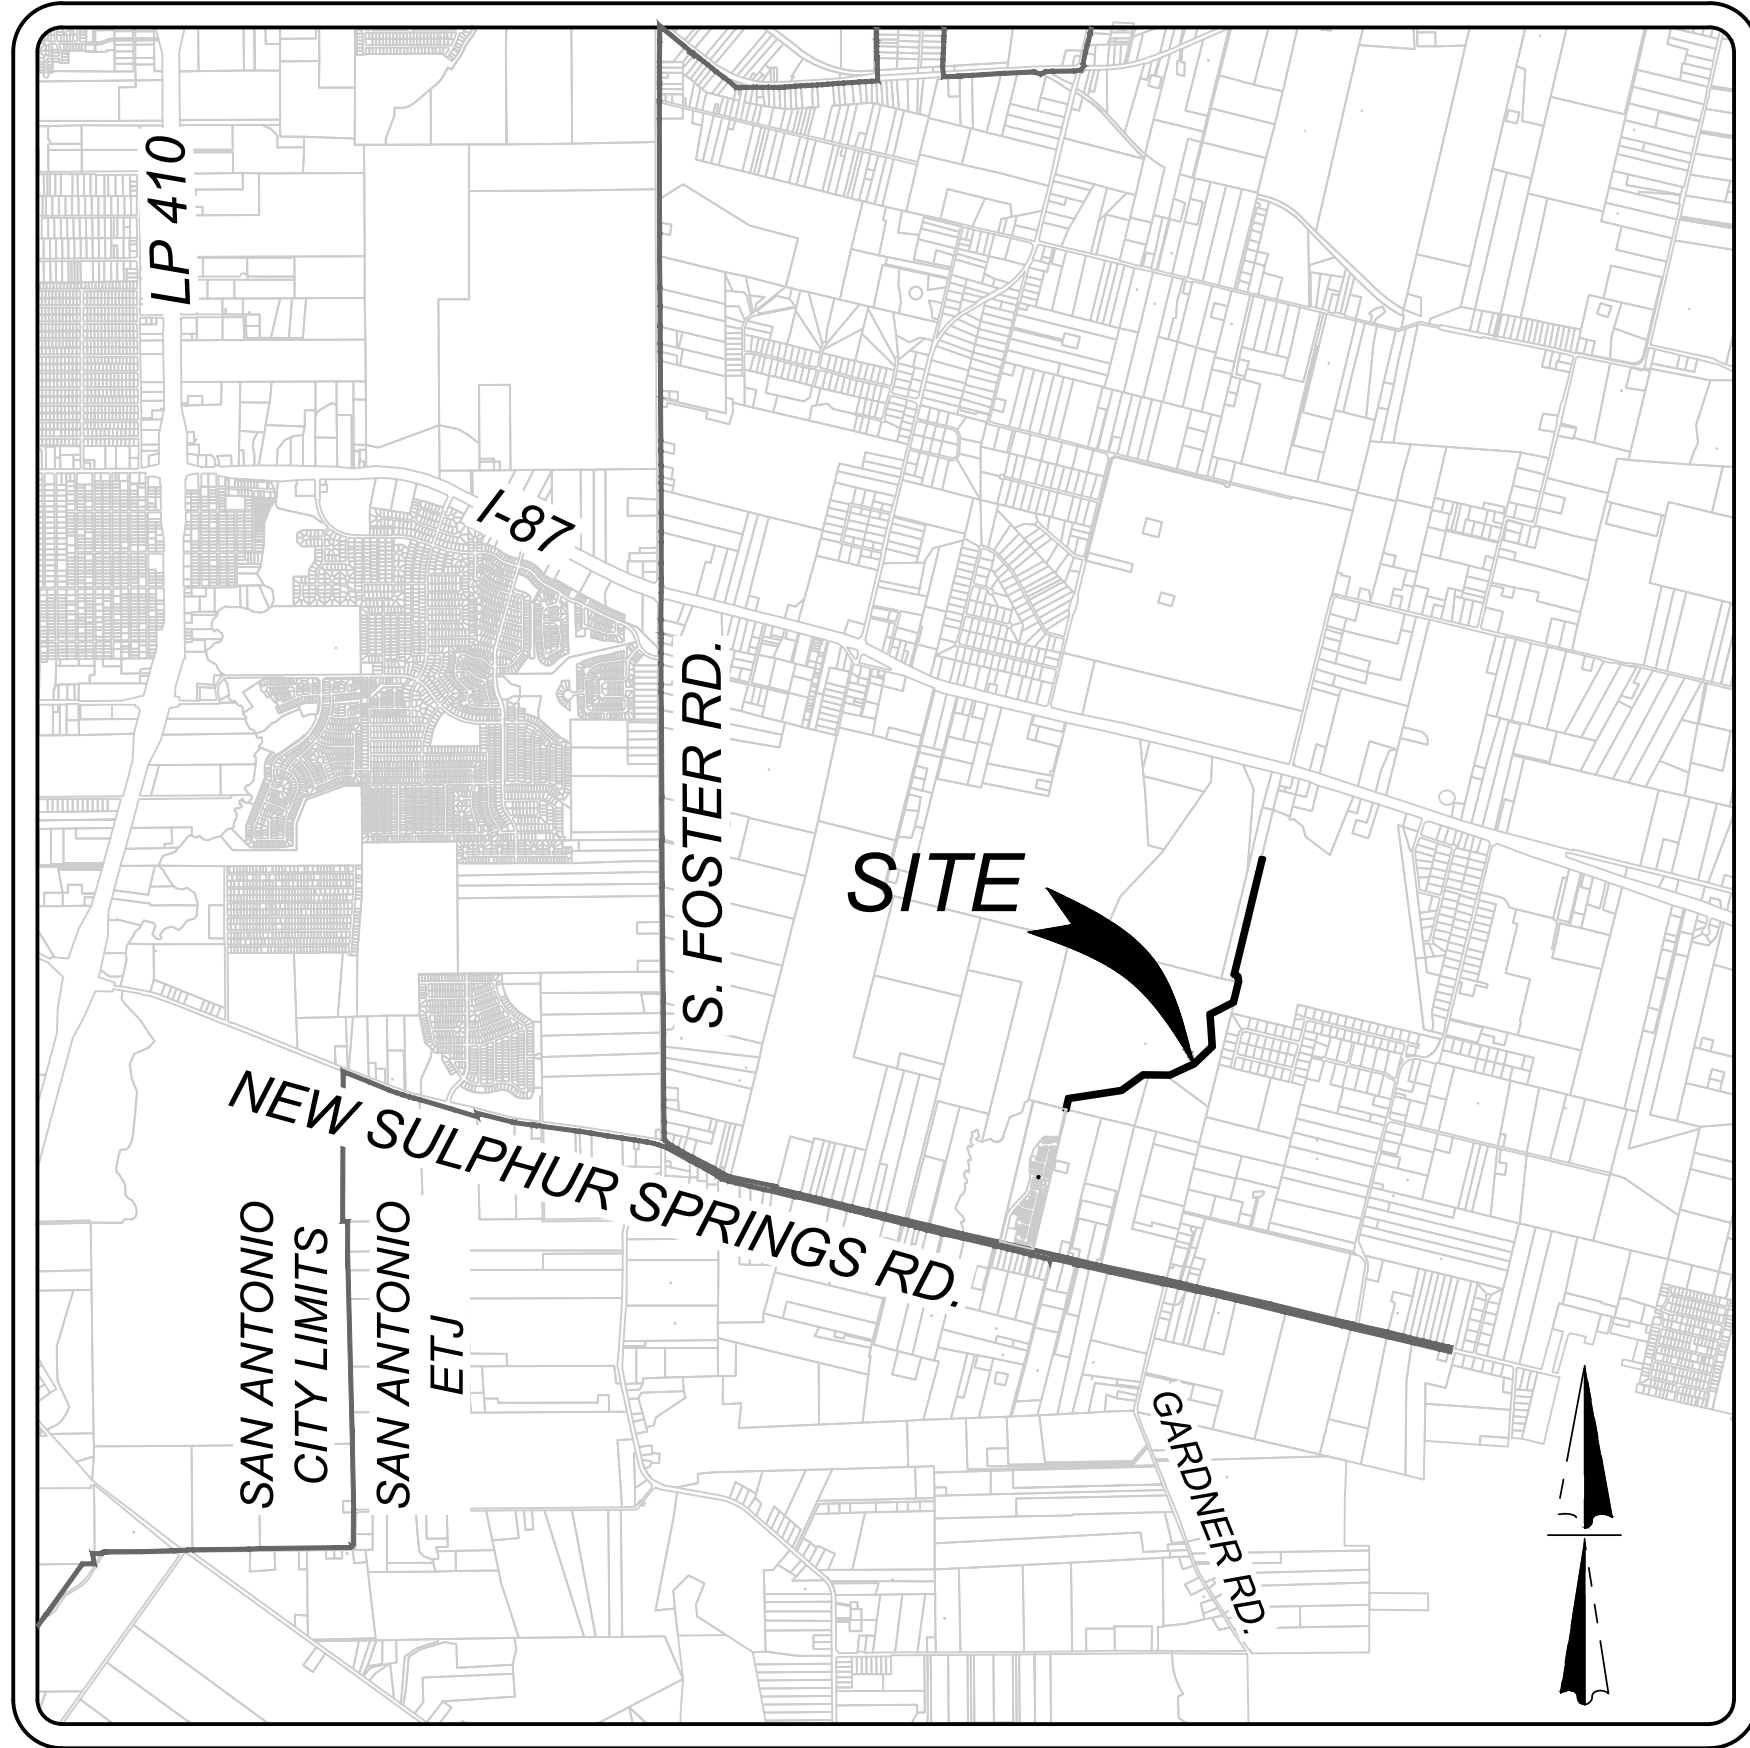 LP 410
I-87
S. FOSTER RD.
SITE
NEW SULPHUR SPRINGS RD.
SAN ANTONIO
CITY LIMITS
SAN ANTONIO
ETJ
GARDNER RD.